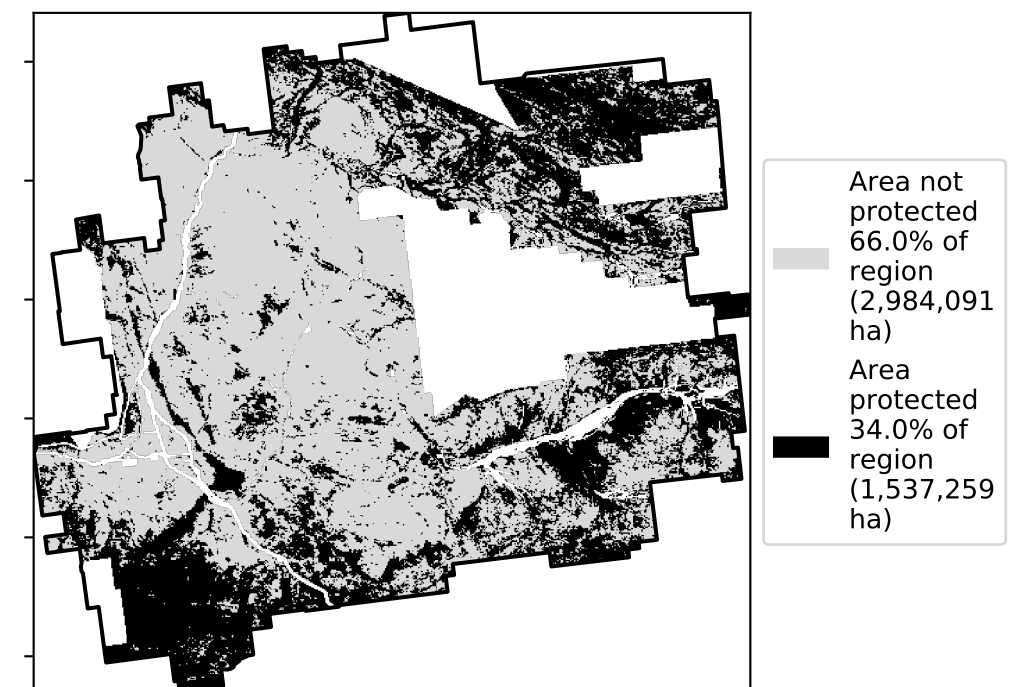 Area not
protected
66.0% of
region
(2,984,091
ha)
Area
protected
34.0% of
region
(1,537,259
ha)